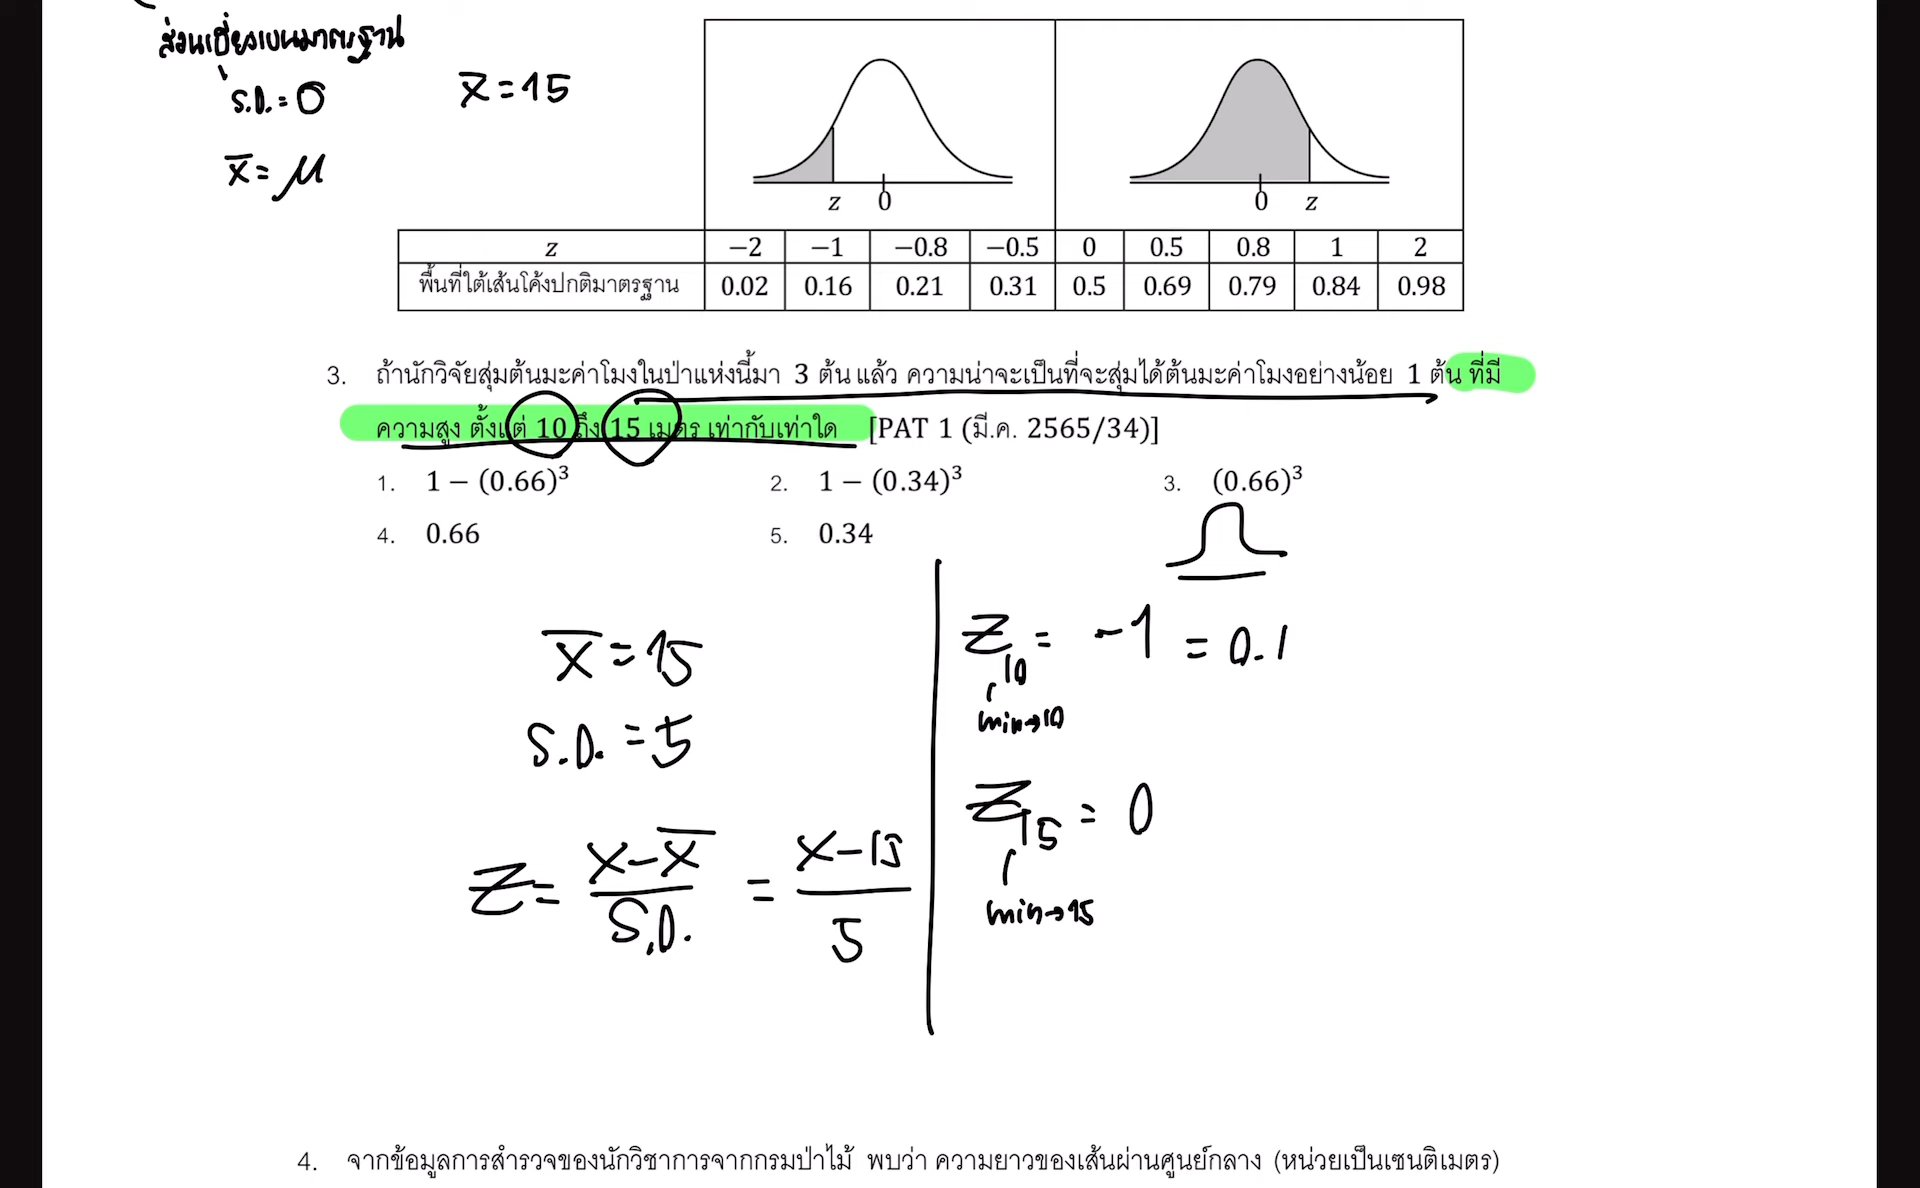 ส่วนเบี่ยงเบนมาตรฐาน
S.D. = σ
x̄ = 15
x̄ = μ
z 0
0 z
z −2 −1 −0.8 −0.5 0 0.5 0.8 1 2
พื้นที่ใต้เส้นโค้งปกติมาตรฐาน 0.02 0.16 0.21 0.31 0.5 0.69 0.79 0.84 0.98
3. ถ้านักวิจัยสุ่มต้นมะค่าโมงในป่าแห่งนี้มา 3 ต้น แล้ว ความน่าจะเป็นที่จะสุ่มได้ต้นมะค่าโมงอย่างน้อย 1 ต้น ที่มี
ความสูง ตั้งแต่ 10 ถึง 15 เมตร เท่ากับเท่าใด [PAT 1 (มี.ค. 2565/34)]
1. 1 − (0.66)³ 2. 1 − (0.34)³ 3. (0.66)³
4. 0.66 5. 0.34
x̄ = 15
S.D. = 5
z = (x − x̄)/S.D. = (x − 15)/5
z₁₀ = −1 = 0.1
min→10
z₁₅ = 0
min→15
4. จากข้อมูลการสำรวจของนักวิชาการจากกรมป่าไม้ พบว่า ความยาวของเส้นผ่านศูนย์กลาง (หน่วยเป็นเซนติเมตร)